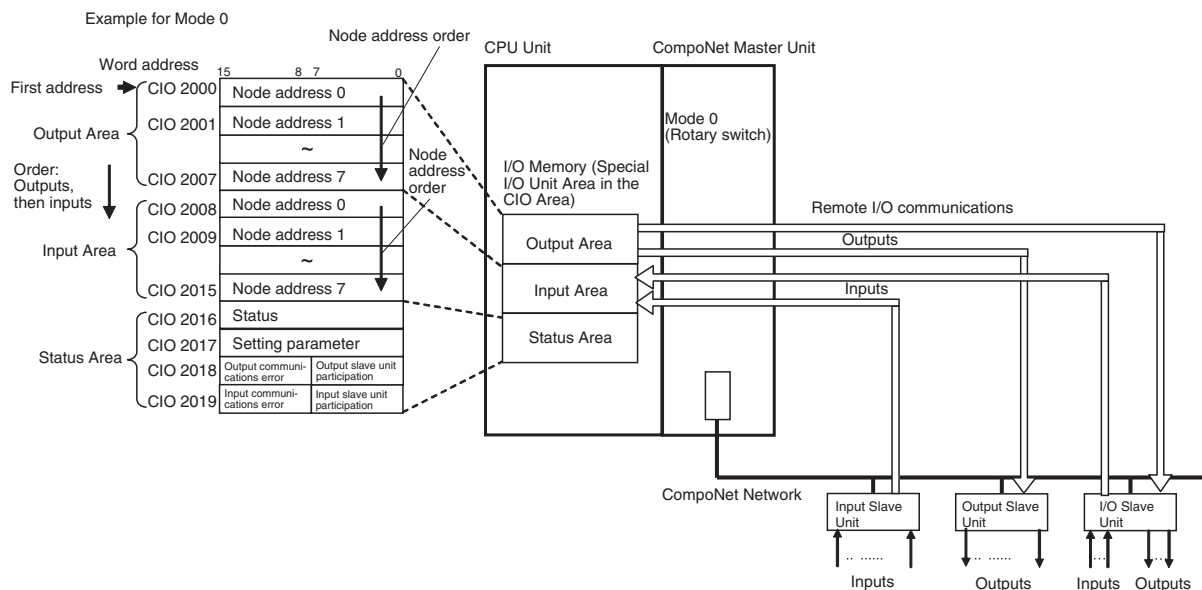 Example for Mode 0
Node address order
CPU Unit
CompoNet Master Unit
Word address
15 8 7 0
First address
CIO 2000
Node address 0
CIO 2001
Node address 1
Output Area
~
CIO 2007
Node address 7
Order:
Outputs,
then inputs
Node
address
order
CIO 2008
Node address 0
CIO 2009
Node address 1
Input Area
~
CIO 2015
Node address 7
CIO 2016
Status
CIO 2017
Setting parameter
Status Area
CIO 2018
Output communi-
cations error
Output slave unit
participation
CIO 2019
Input communi-
cations error
Input slave unit
participation
Mode 0
(Rotary switch)
I/O Memory (Special
I/O Unit Area in the
CIO Area)
Output Area
Input Area
Status Area
Remote I/O communications
Outputs
Inputs
CompoNet Network
Input Slave
Unit
Output Slave
Unit
I/O Slave
Unit
.. ......
.. ......
....
....
Inputs
Outputs
Inputs
Outputs